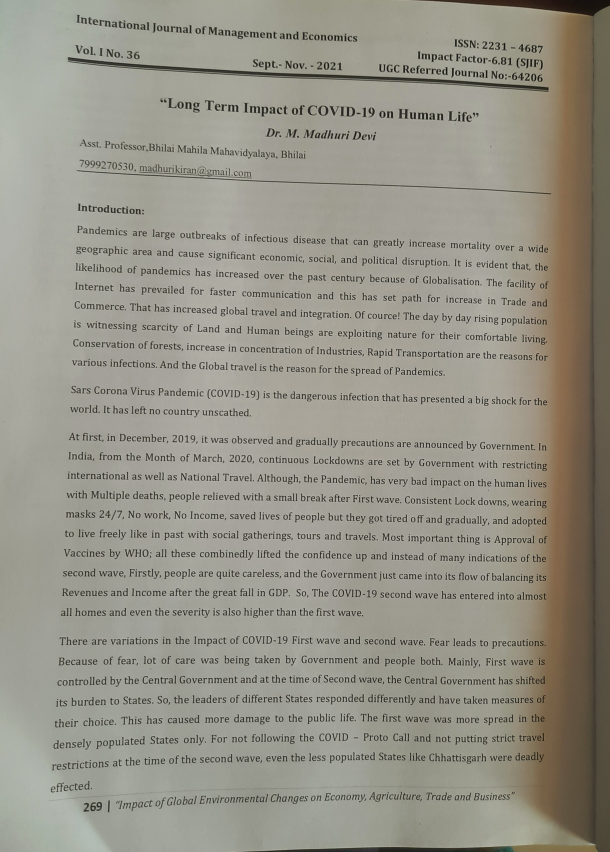 International Journal of Management and Economics
ISSN: 2231 – 4687
Impact Factor-6.81 (SJIF)
Vol. I No. 36
Sept.- Nov. - 2021
UGC Referred Journal No:-64206
“Long Term Impact of COVID-19 on Human Life”
Dr. M. Madhuri Devi
Asst. Professor,Bhilai Mahila Mahavidyalaya, Bhilai
7999270530, madhurikiran@gmail.com
Introduction:
Pandemics are large outbreaks of infectious disease that can greatly increase mortality over a wide
geographic area and cause significant economic, social, and political disruption. It is evident that, the
likelihood of pandemics has increased over the past century because of Globalisation. The facility of
Internet has prevailed for faster communication and this has set path for increase in Trade and
Commerce. That has increased global travel and integration. Of cource! The day by day rising population
is witnessing scarcity of Land and Human beings are exploiting nature for their comfortable living.
Conservation of forests, increase in concentration of Industries, Rapid Transportation are the reasons for
various infections. And the Global travel is the reason for the spread of Pandemics.
Sars Corona Virus Pandemic (COVID-19) is the dangerous infection that has presented a big shock for the
world. It has left no country unscathed.
At first, in December, 2019, it was observed and gradually precautions are announced by Government. In
India, from the Month of March, 2020, continuous Lockdowns are set by Government with restricting
international as well as National Travel. Although, the Pandemic, has very bad impact on the human lives
with Multiple deaths, people relieved with a small break after First wave. Consistent Lock downs, wearing
masks 24/7, No work, No Income, saved lives of people but they got tired off and gradually, and adopted
to live freely like in past with social gatherings, tours and travels. Most important thing is Approval of
Vaccines by WHO; all these combinedly lifted the confidence up and instead of many indications of the
second wave, Firstly, people are quite careless, and the Government just came into its flow of balancing its
Revenues and Income after the great fall in GDP. So, The COVID-19 second wave has entered into almost
all homes and even the severity is also higher than the first wave.
There are variations in the Impact of COVID-19 First wave and second wave. Fear leads to precautions.
Because of fear, lot of care was being taken by Government and people both. Mainly, First wave is
controlled by the Central Government and at the time of Second wave, the Central Government has shifted
its burden to States. So, the leaders of different States responded differently and have taken measures of
their choice. This has caused more damage to the public life. The first wave was more spread in the
densely populated States only. For not following the COVID – Proto Call and not putting strict travel
restrictions at the time of the second wave, even the less populated States like Chhattisgarh were deadly
effected.
269 | “Impact of Global Environmental Changes on Economy, Agriculture, Trade and Business”